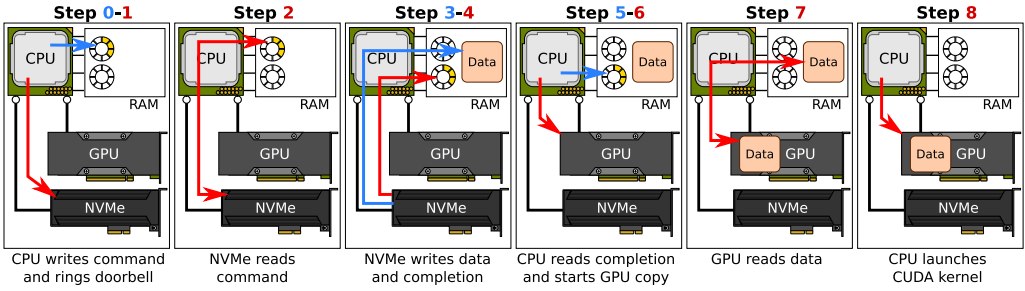 Step 0-1
CPU
RAM
GPU
NVMe
CPU writes command
and rings doorbell
Step 2
CPU
RAM
GPU
NVMe
NVMe reads
command
Step 3-4
CPU
Data
RAM
GPU
NVMe
NVMe writes data
and completion
Step 5-6
CPU
Data
RAM
GPU
NVMe
CPU reads completion
and starts GPU copy
Step 7
CPU
Data
RAM
Data
GPU
NVMe
GPU reads data
Step 8
CPU
RAM
Data
GPU
NVMe
CPU launches
CUDA kernel